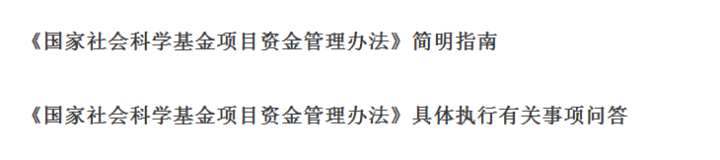 《国家社会科学基金项目资金管理办法》简明指南
《国家社会科学基金项目资金管理办法》具体执行有关事项问答